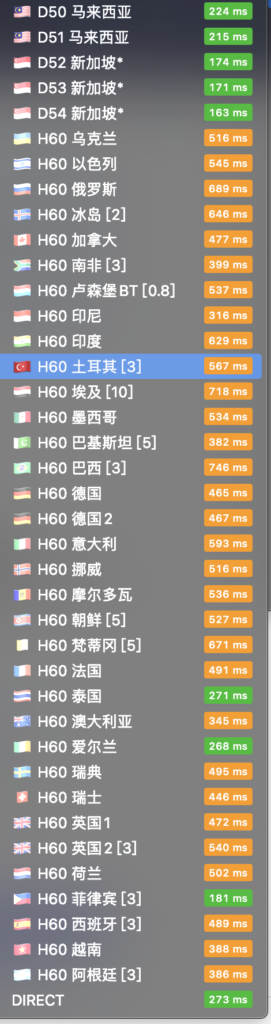 D50 马来西亚 224 ms
D51 马来西亚 215 ms
D52 新加坡* 174 ms
D53 新加坡* 171 ms
D54 新加坡* 163 ms
H60 乌克兰 516 ms
H60 以色列 545 ms
H60 俄罗斯 689 ms
H60 冰岛 [2] 646 ms
H60 加拿大 477 ms
H60 南非 [3] 399 ms
H60 卢森堡 BT [0.8] 537 ms
H60 印尼 316 ms
H60 印度 629 ms
H60 土耳其 [3] 567 ms
H60 埃及 [10] 718 ms
H60 墨西哥 534 ms
H60 巴基斯坦 [5] 382 ms
H60 巴西 [3] 746 ms
H60 德国 465 ms
H60 德国 2 467 ms
H60 意大利 593 ms
H60 挪威 516 ms
H60 摩尔多瓦 536 ms
H60 朝鲜 [5] 527 ms
H60 梵蒂冈 [5] 671 ms
H60 法国 491 ms
H60 泰国 271 ms
H60 澳大利亚 345 ms
H60 爱尔兰 268 ms
H60 瑞典 495 ms
H60 瑞士 446 ms
H60 英国 1 472 ms
H60 英国 2 [3] 540 ms
H60 荷兰 502 ms
H60 菲律宾 [3] 181 ms
H60 西班牙 [3] 489 ms
H60 越南 388 ms
H60 阿根廷 [3] 386 ms
DIRECT 273 ms